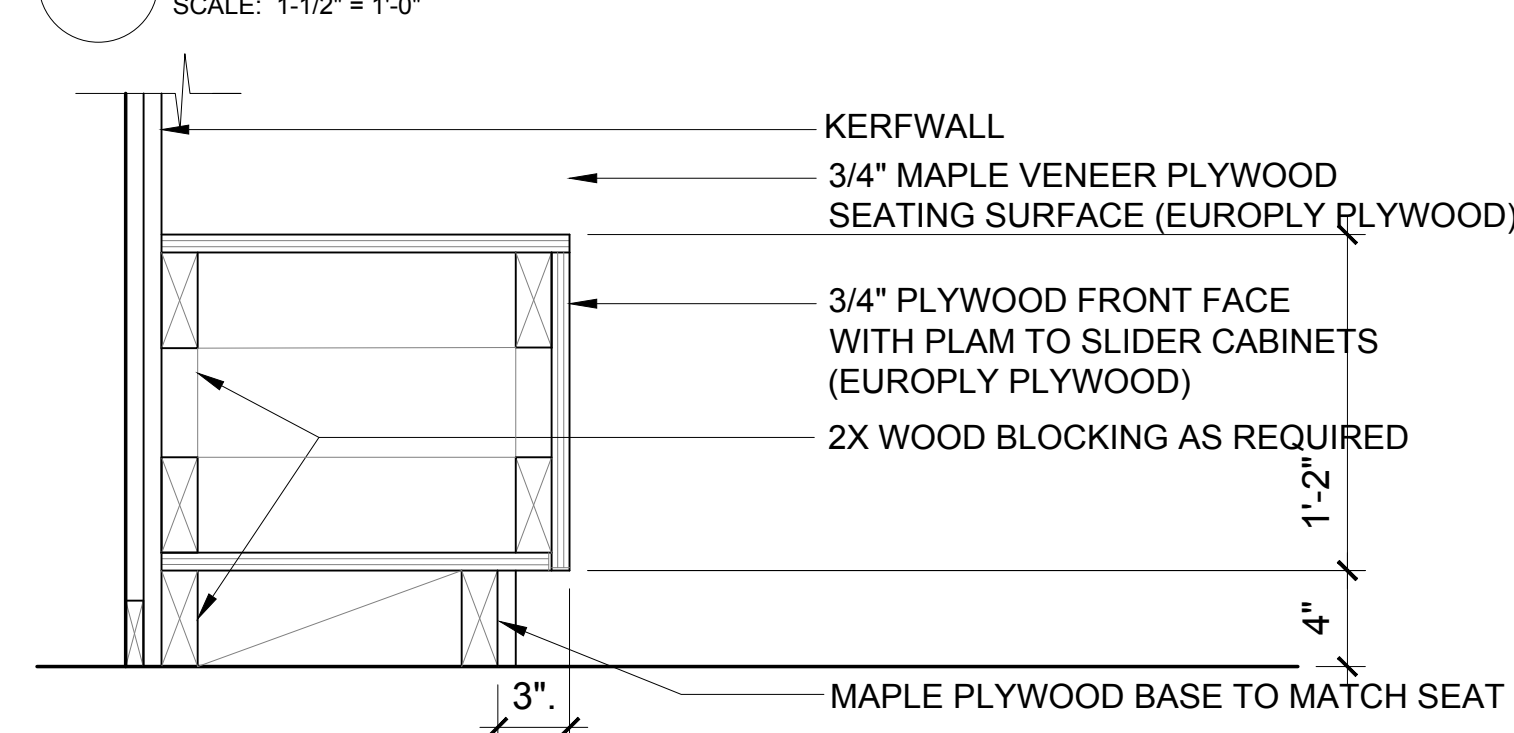 SCALE: 1-1/2" = 1'-0"
KERFWALL
3/4" MAPLE VENEER PLYWOOD
SEATING SURFACE (EUROPLY PLYWOOD)
3/4" PLYWOOD FRONT FACE
WITH PLAM TO SLIDER CABINETS
(EUROPLY PLYWOOD)
2X WOOD BLOCKING AS REQUIRED
1'-2"
4"
3".
MAPLE PLYWOOD BASE TO MATCH SEAT